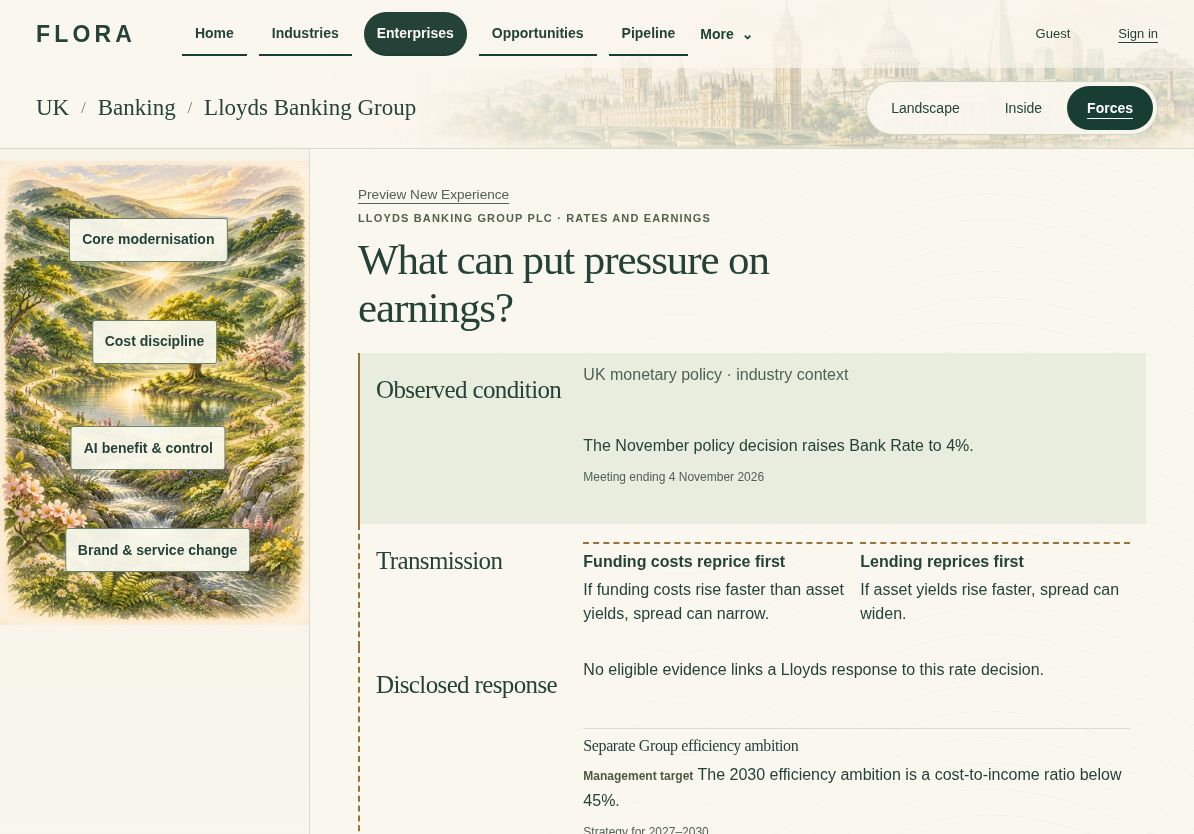 FLORA
Home
Industries
Enterprises
Opportunities
Pipeline
More
Guest
Sign in
UK / Banking / Lloyds Banking Group
Landscape
Inside
Forces
Core modernisation
Cost discipline
AI benefit & control
Brand & service change
Preview New Experience
LLOYDS BANKING GROUP PLC · RATES AND EARNINGS
What can put pressure on
earnings?
Observed condition
UK monetary policy · industry context
The November policy decision raises Bank Rate to 4%.
Meeting ending 4 November 2026
Transmission
Funding costs reprice first
If funding costs rise faster than asset
yields, spread can narrow.
Lending reprices first
If asset yields rise faster, spread can
widen.
Disclosed response
No eligible evidence links a Lloyds response to this rate decision.
Separate Group efficiency ambition
Management target The 2030 efficiency ambition is a cost-to-income ratio below
45%.
Strategy for 2027–2030